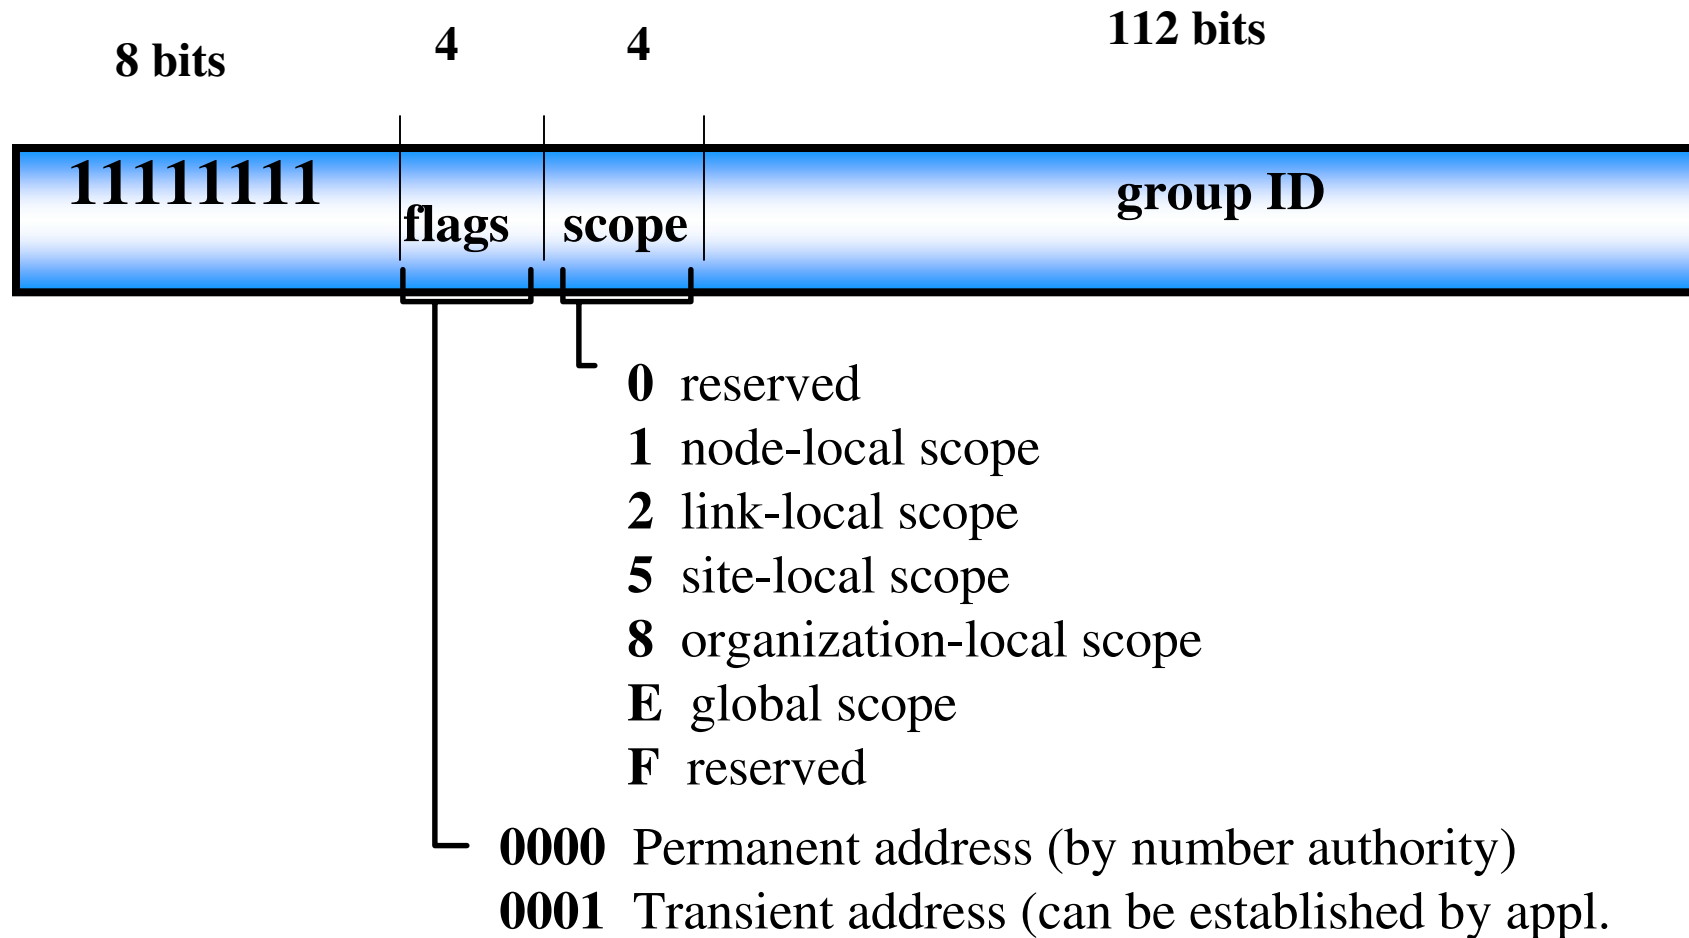 8 bits 4 4 112 bits
11111111 flags scope group ID
0 reserved
1 node-local scope
2 link-local scope
5 site-local scope
8 organization-local scope
E global scope
F reserved
0000 Permanent address (by number authority)
0001 Transient address (can be established by appl.